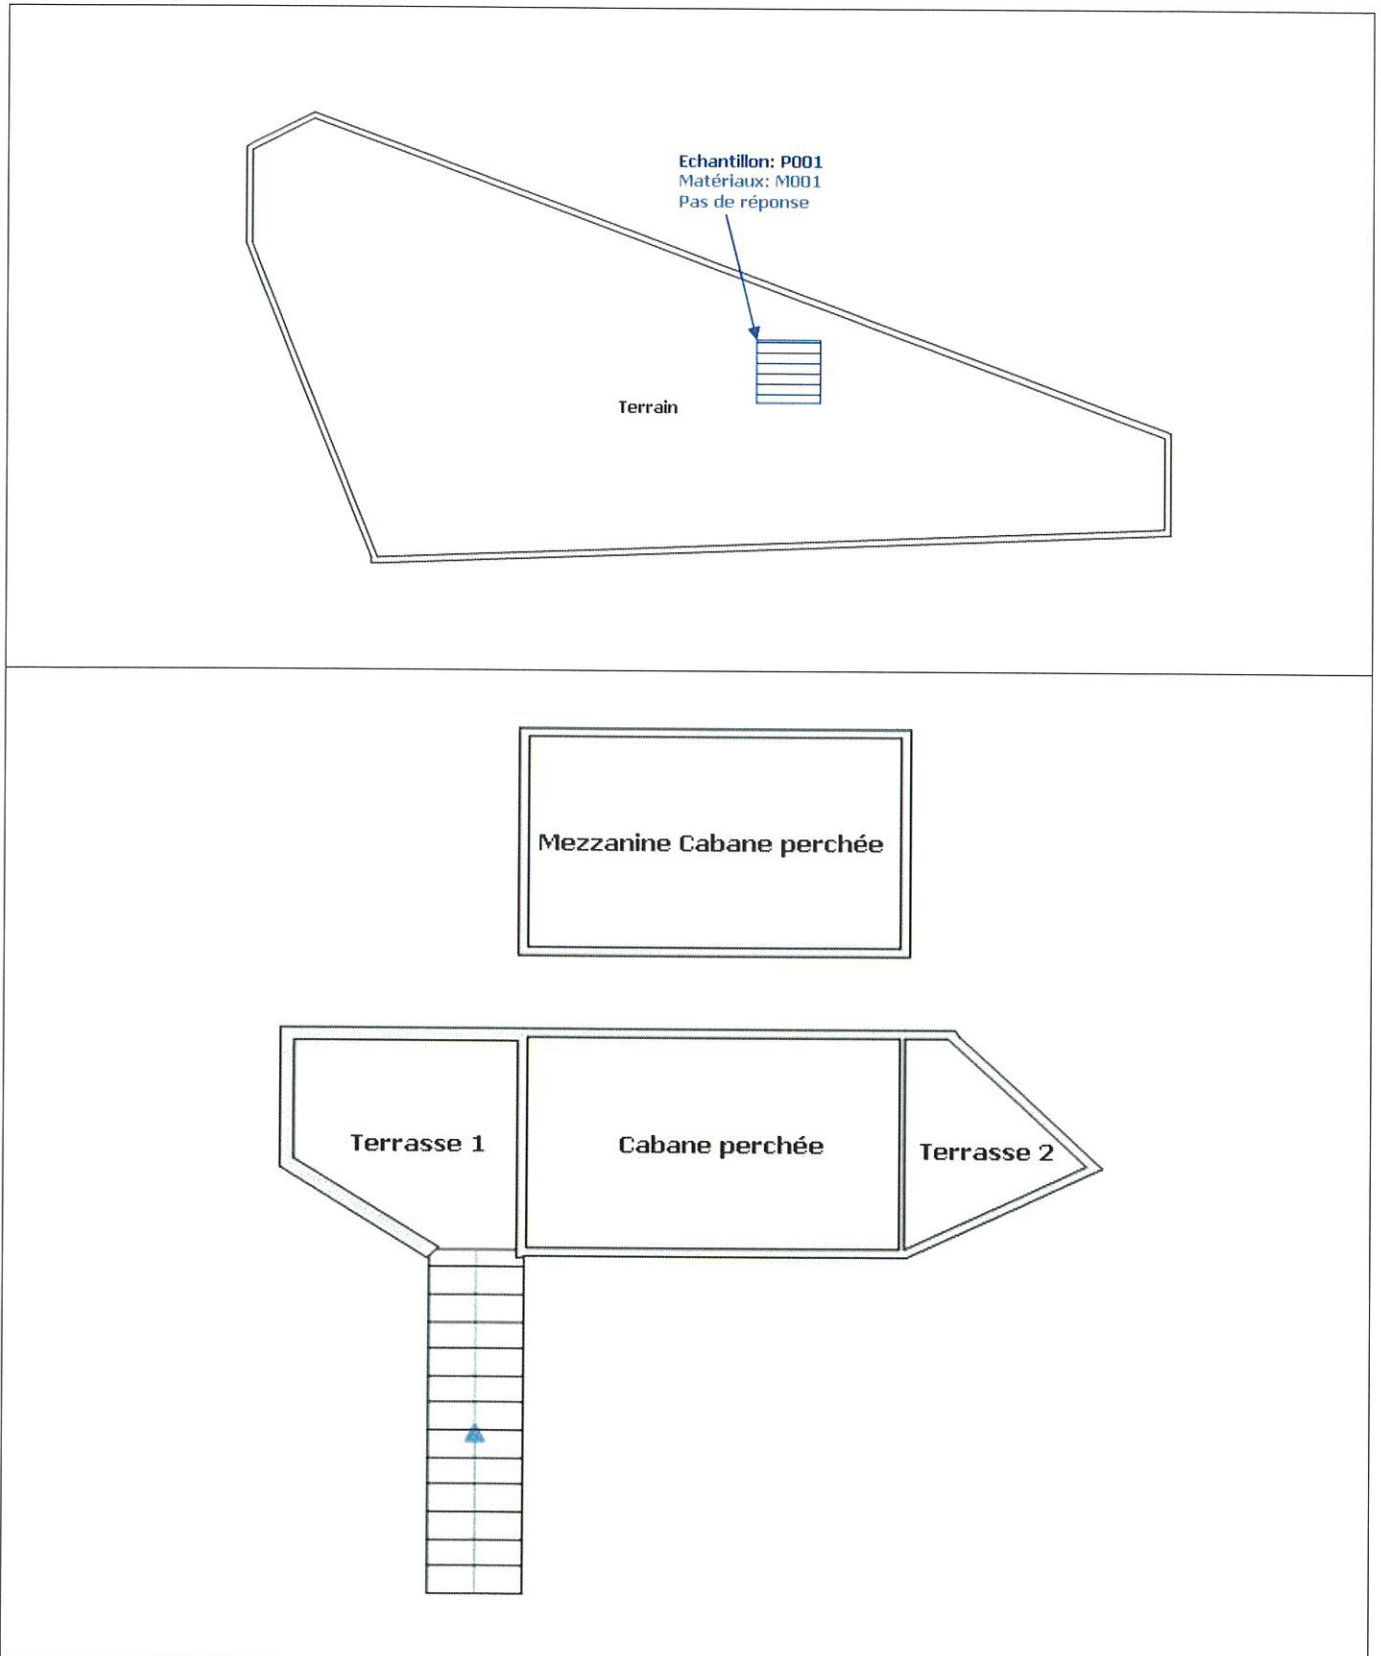 Echantillon: P001
Matériaux: M001
Pas de réponse
Terrain
Mezzanine Cabane perchée
Terrasse 1
Cabane perchée
Terrasse 2